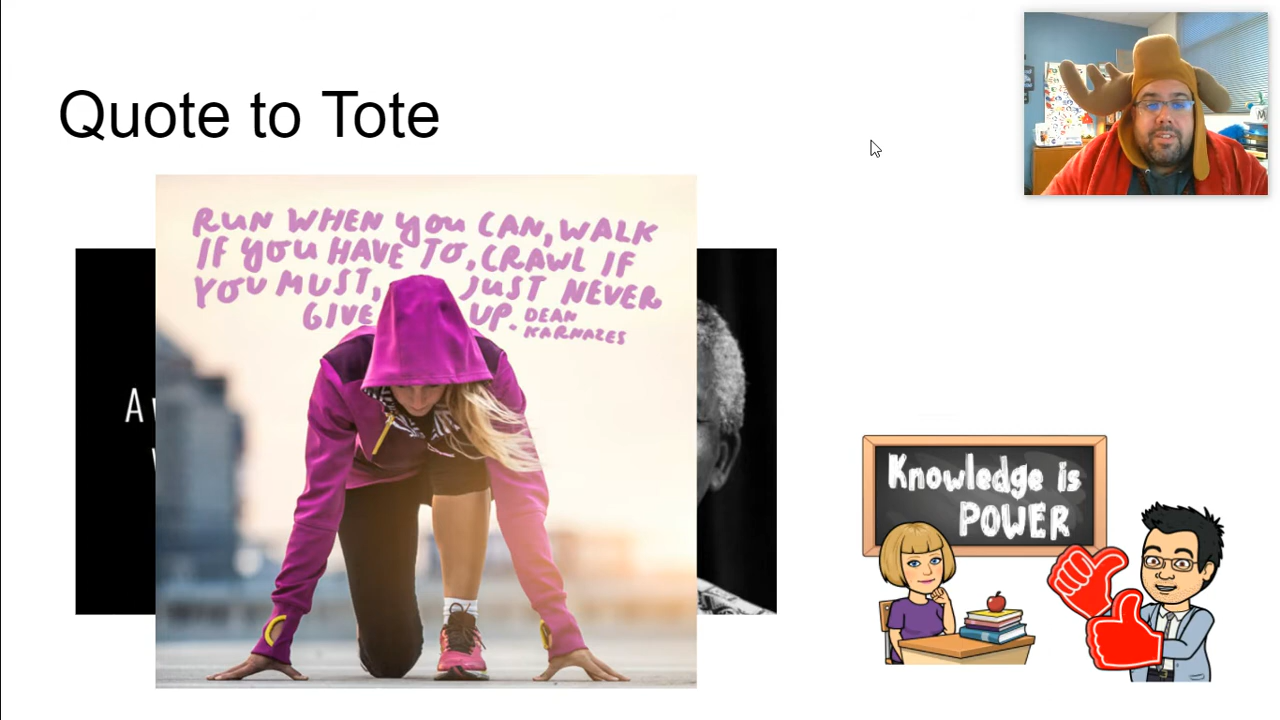 Quote to Tote
RUN WHEN you CAN, WALK
IF you HAVE TO, CRAWL IF
YOU MUST, JUST NEVER
GIVE UP. DEAN
KARNAZES
A
Knowledge is
POWER